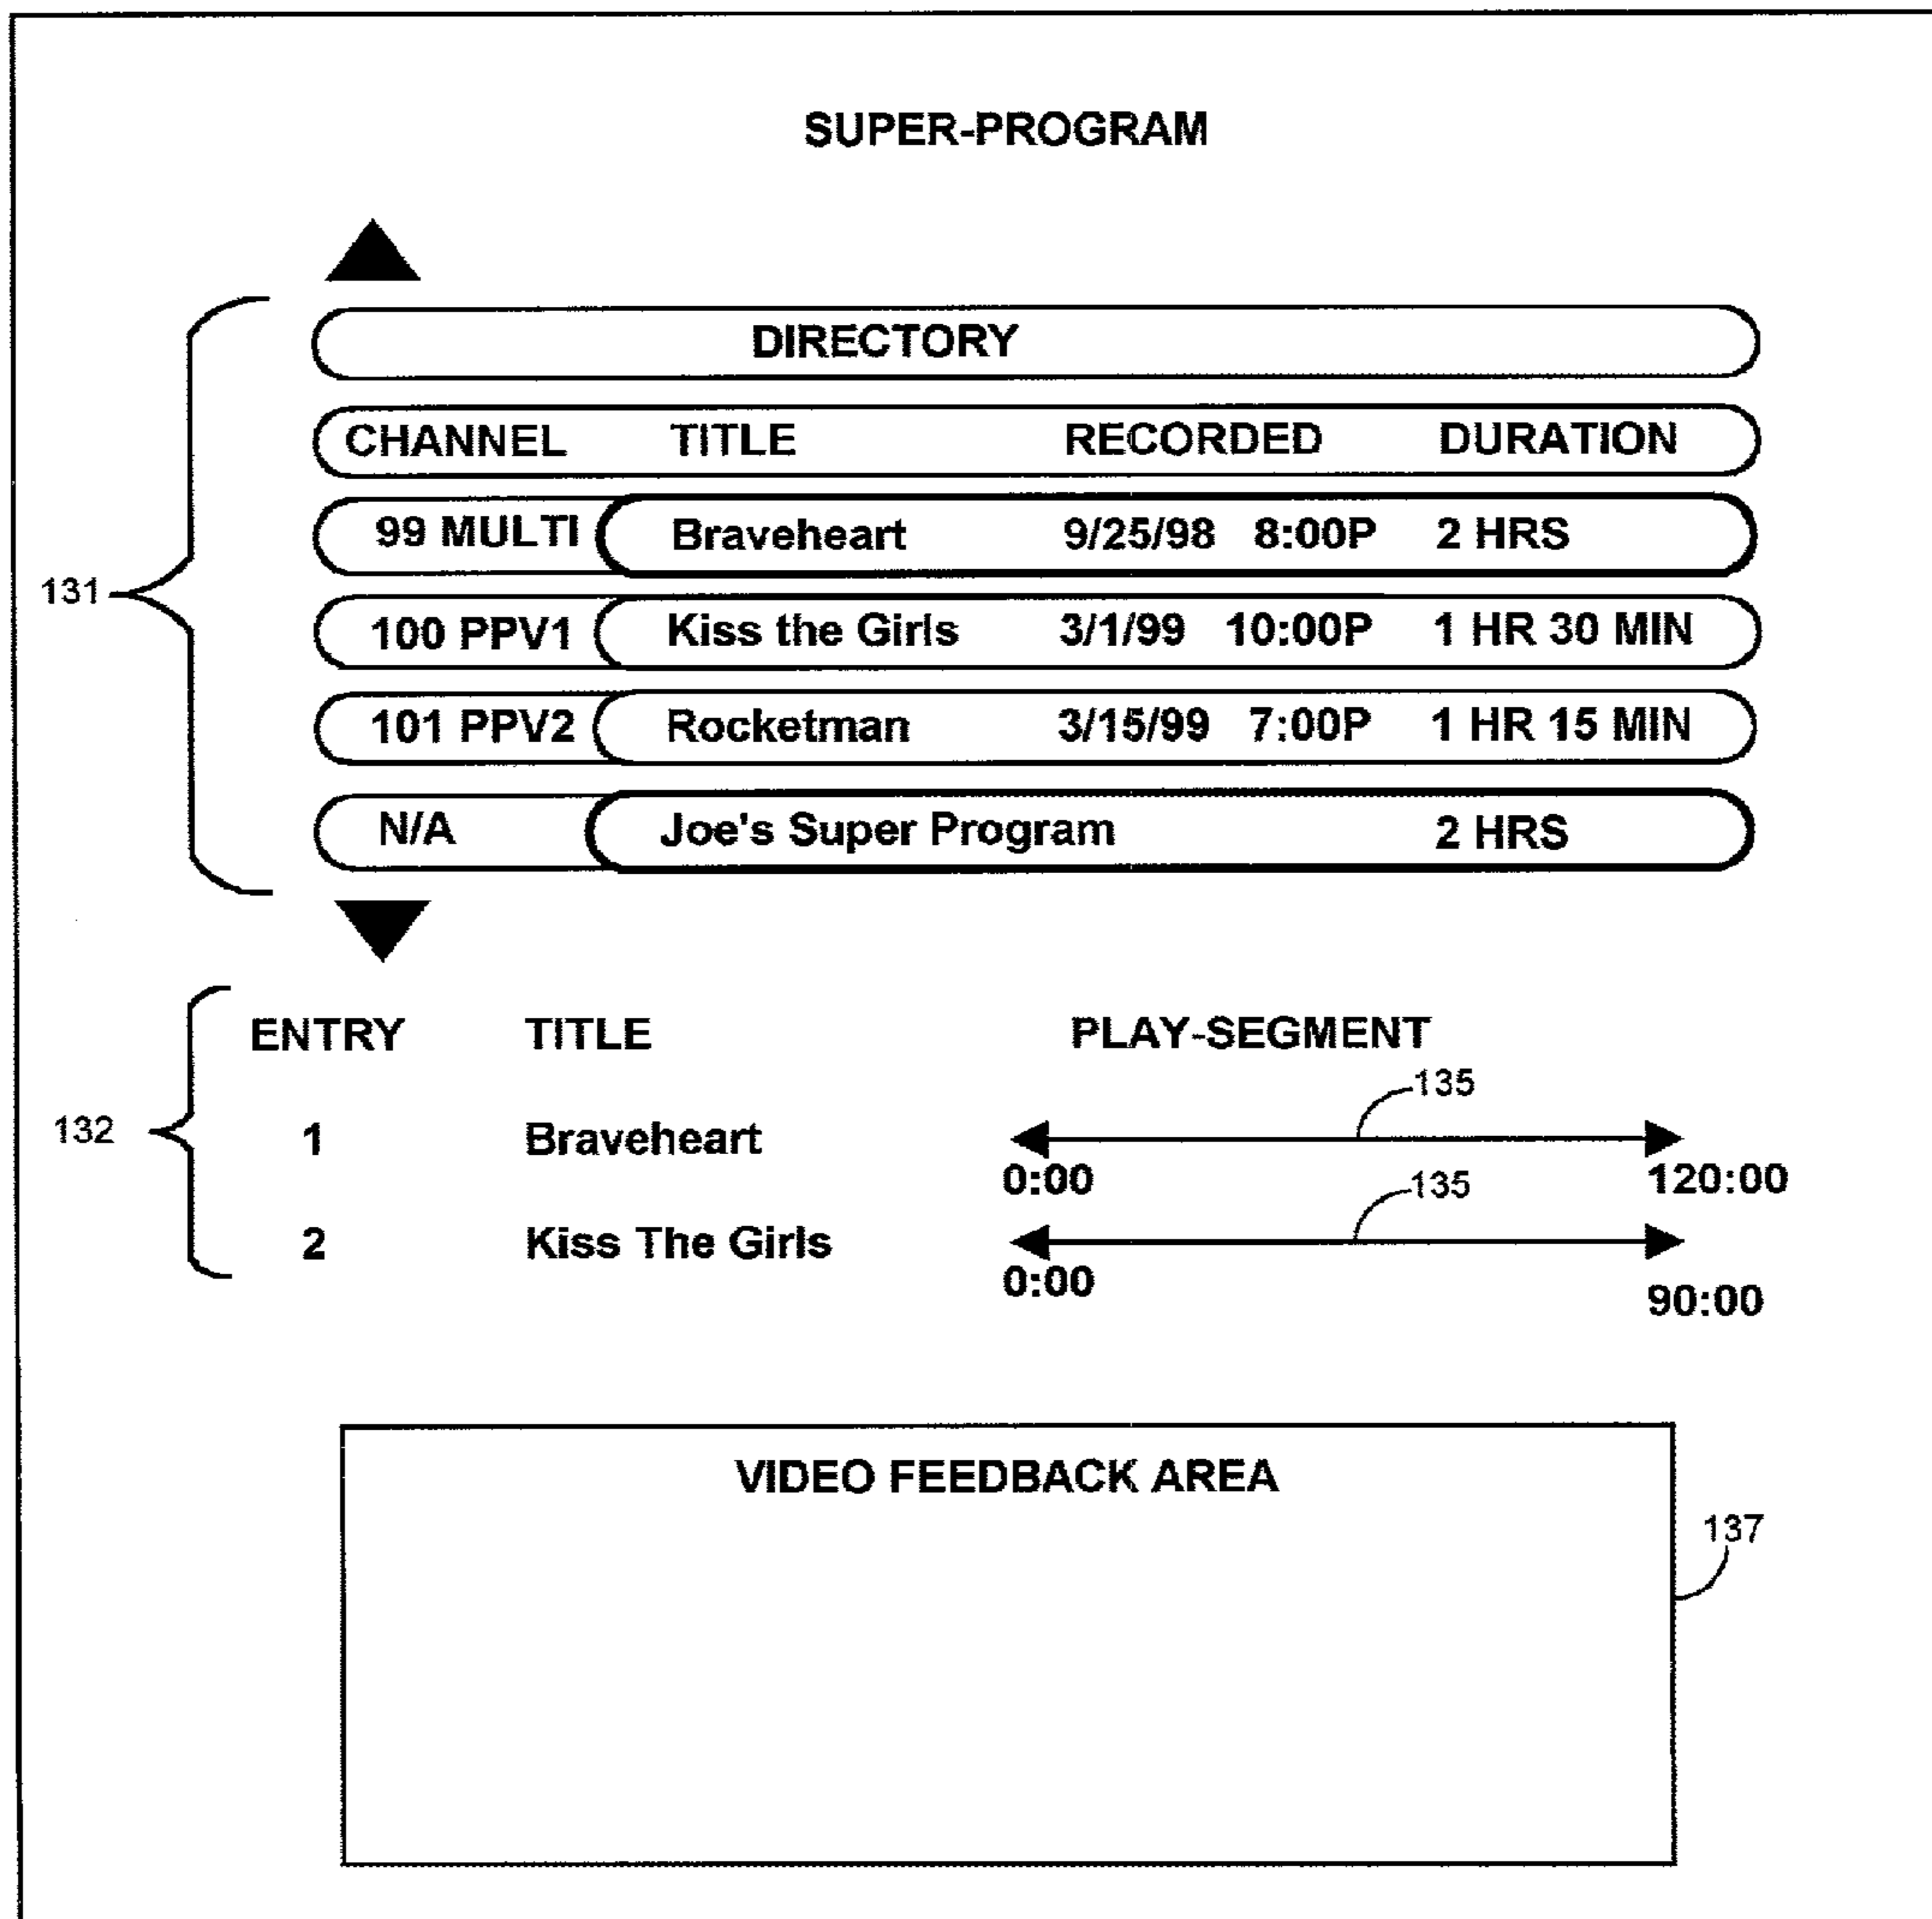 SUPER-PROGRAM
DIRECTORY
CHANNEL TITLE RECORDED DURATION
99 MULTI Braveheart 9/25/98 8:00P 2 HRS
131
100 PPV1 Kiss the Girls 3/1/99 10:00P 1 HR 30 MIN
101 PPV2 Rocketman 3/15/99 7:00P 1 HR 15 MIN
N/A Joe's Super Program 2 HRS
ENTRY TITLE PLAY-SEGMENT
135
132
1 Braveheart
0:00 135 120:00
2 Kiss The Girls
0:00 90:00
VIDEO FEEDBACK AREA
137